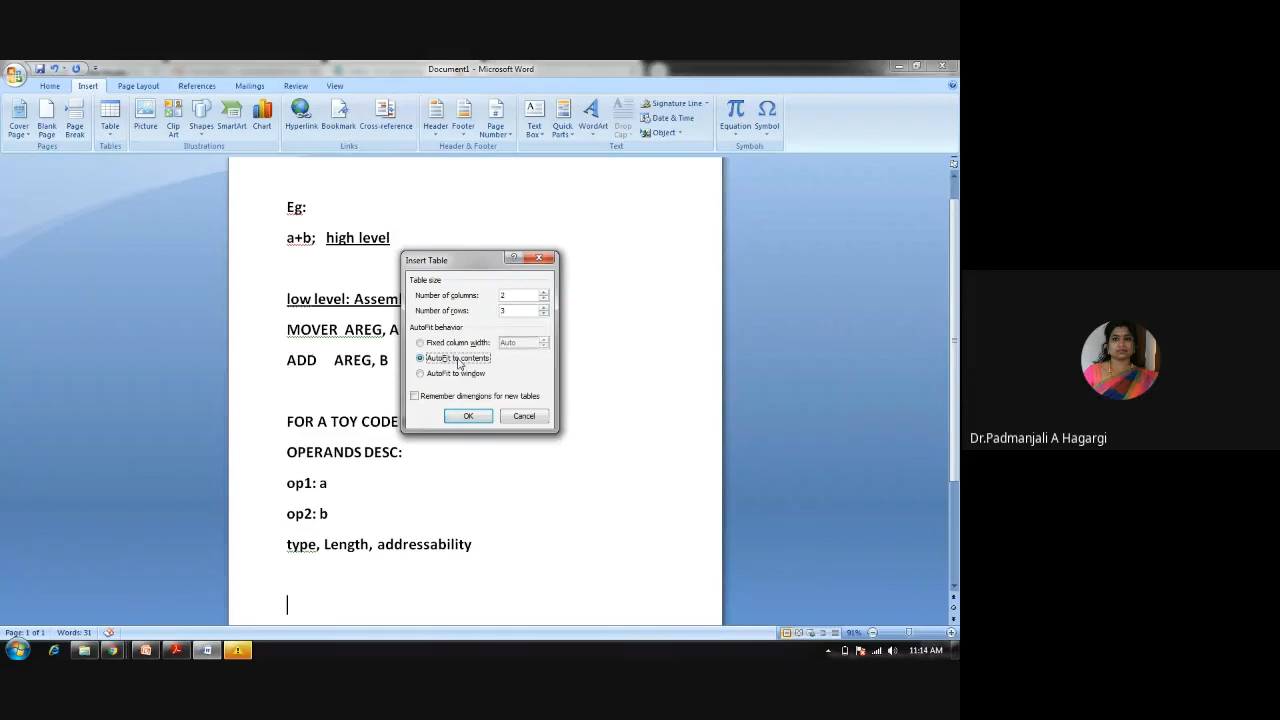 Document1 - Microsoft Word
Home Insert Page Layout References Mailings Review View
Cover Page Blank Page Page Break Table Picture Clip Art Shapes SmartArt Chart Hyperlink Bookmark Cross-reference Header Footer Page Number Text Box Quick Parts WordArt Drop Cap Signature Line Date & Time Object Equation Symbol
Pages Tables Illustrations Links Header & Footer Text Symbols
Eg:
a+b; high level
low level: Assem
MOVER AREG, A
ADD AREG, B
FOR A TOY CODE
OPERANDS DESC:
op1: a
op2: b
type, Length, addressability
Insert Table
Table size
Number of columns: 2
Number of rows: 3
AutoFit behavior
Fixed column width: Auto
AutoFit to contents
AutoFit to window
Remember dimensions for new tables
OK Cancel
Dr.Padmanjali A Hagargi
Page: 1 of 1 Words: 31 91%
11:14 AM